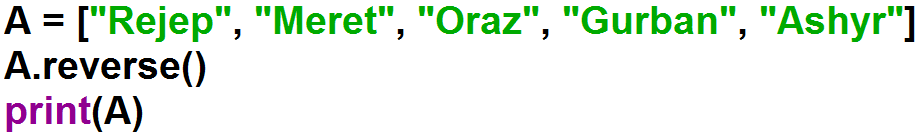 A = ["Rejep", "Meret", "Oraz", "Gurban", "Ashyr"]
A.reverse()
print(A)